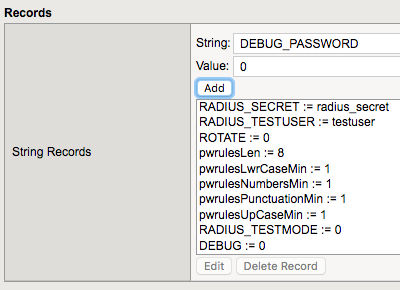 Records
String Records
String: DEBUG_PASSWORD
Value: 0
Add
RADIUS_SECRET := radius_secret
RADIUS_TESTUSER := testuser
ROTATE := 0
pwrulesLen := 8
pwrulesLwrCaseMin := 1
pwrulesNumbersMin := 1
pwrulesPunctuationMin := 1
pwrulesUpCaseMin := 1
RADIUS_TESTMODE := 0
DEBUG := 0
Edit Delete Record